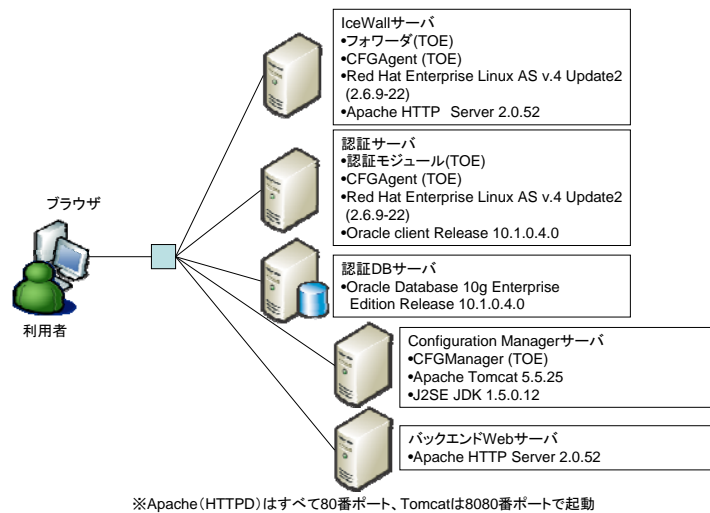 IceWallサーバ
•フォワーダ(TOE)
•CFGAgent (TOE)
•Red Hat Enterprise Linux AS v.4 Update2
(2.6.9-22)
•Apache HTTP Server 2.0.52
認証サーバ
•認証モジュール(TOE)
•CFGAgent (TOE)
•Red Hat Enterprise Linux AS v.4 Update2
(2.6.9-22)
•Oracle client Release 10.1.0.4.0
ブラウザ
利用者
認証DBサーバ
•Oracle Database 10g Enterprise
Edition Release 10.1.0.4.0
Configuration Managerサーバ
•CFGManager (TOE)
•Apache Tomcat 5.5.25
•J2SE JDK 1.5.0.12
バックエンドWebサーバ
•Apache HTTP Server 2.0.52
※Apache(HTTPD)はすべて80番ポート、Tomcatは8080番ポートで起動